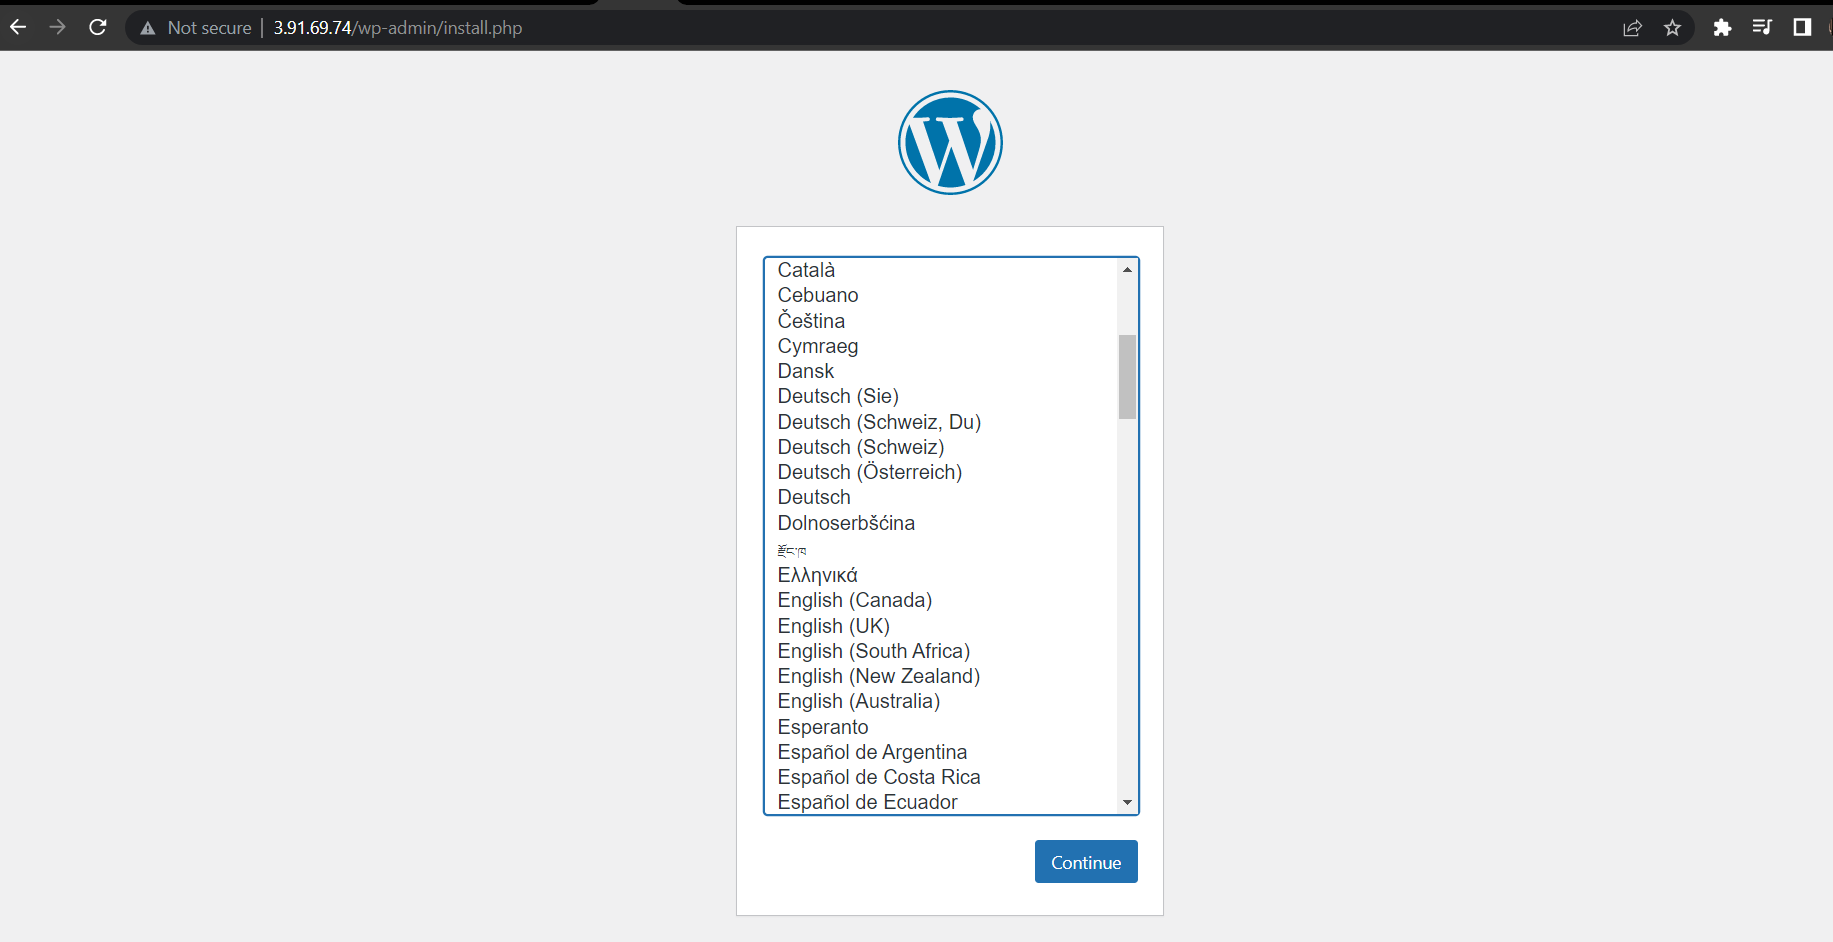 Not secure | 3.91.69.74/wp-admin/install.php
Català
Cebuano
Čeština
Cymraeg
Dansk
Deutsch (Sie)
Deutsch (Schweiz, Du)
Deutsch (Schweiz)
Deutsch (Österreich)
Deutsch
Dolnoserbšćina
རྫོང་ཁ
Ελληνικά
English (Canada)
English (UK)
English (South Africa)
English (New Zealand)
English (Australia)
Esperanto
Español de Argentina
Español de Costa Rica
Español de Ecuador
Continue